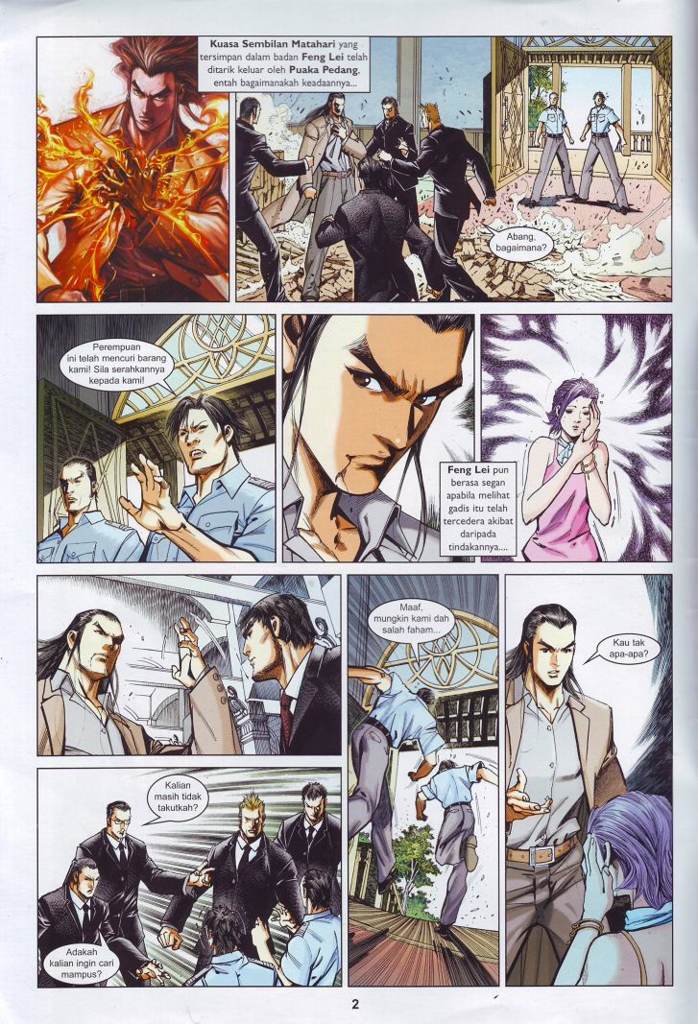 Kuasa Sembilan Matahari yang
tersimpan dalam badan Feng Lei telah
ditarik keluar oleh Puaka Pedang,
entah bagaimanakah keadaannya...
Abang,
bagaimana?
Perempuan
ini telah mencuri barang
kami! Sila serahkannya
kepada kami!
Feng Lei pun
berasa segan
apabila melihat
gadis itu telah
tercedera akibat
daripada
tindakannya....
Kalian
masih tidak
takutkah?
Adakah
kalian ingin cari
mampus?
Maaf,
mungkin kami dah
salah faham...
Kau tak
apa-apa?
2